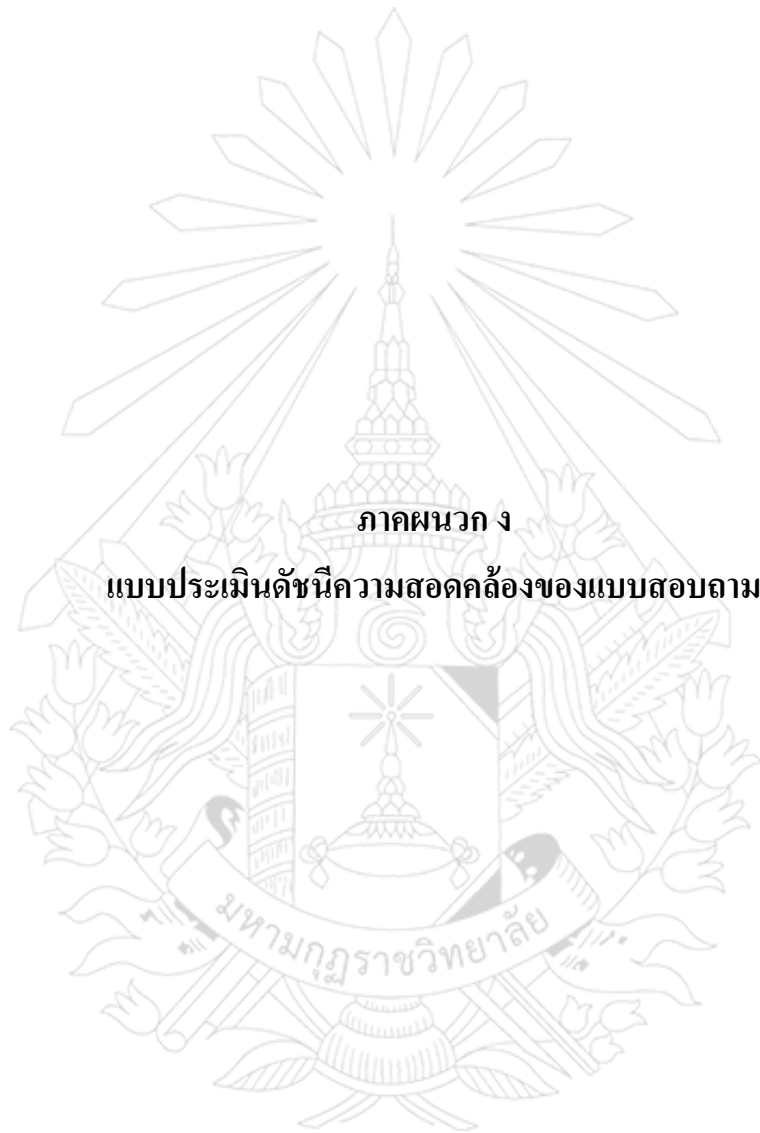 ภาคผนวก ง
แบบประเมินดัชนีความสอดคล้องของแบบสอบถาม
มหามกุฏราชวิทยาลัย